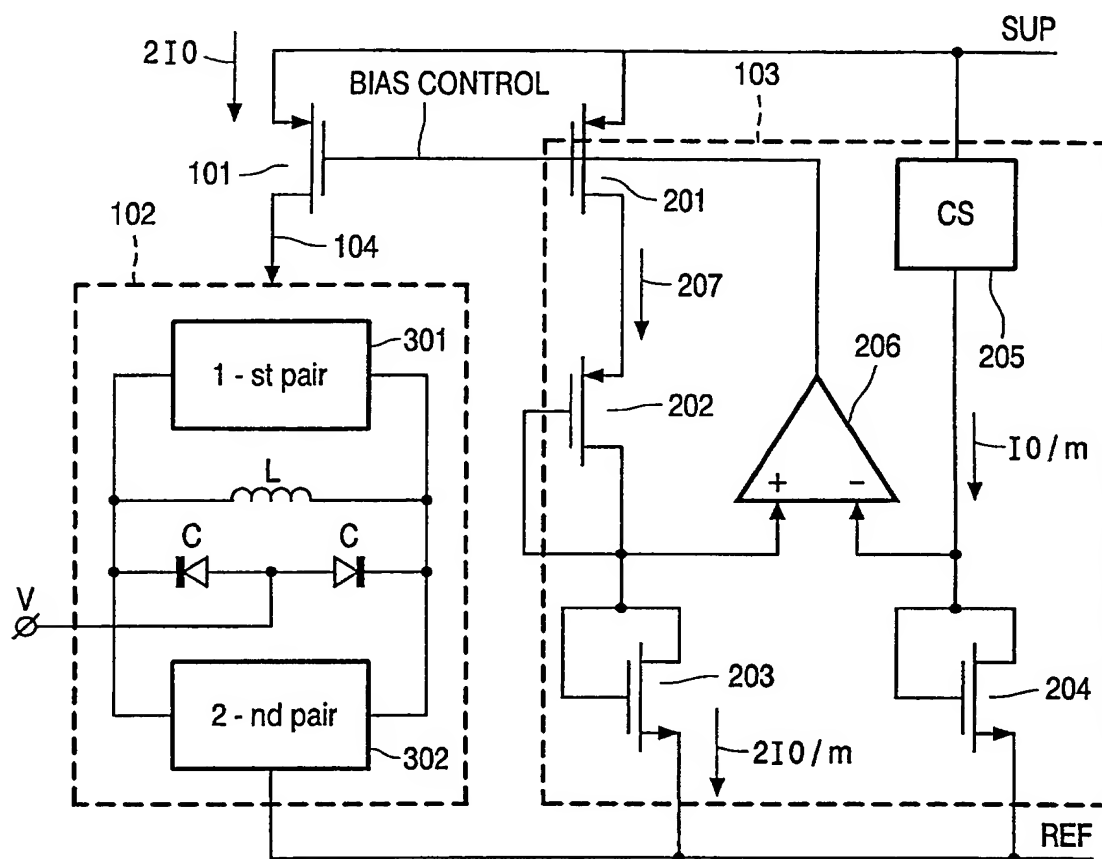 SUP
2I0
BIAS CONTROL
103
101
201
CS
102
104
207
205
301
1 - st pair
206
202
I0/m
L
+ -
C C
V
203
204
2 - nd pair
302
2I0/m
REF